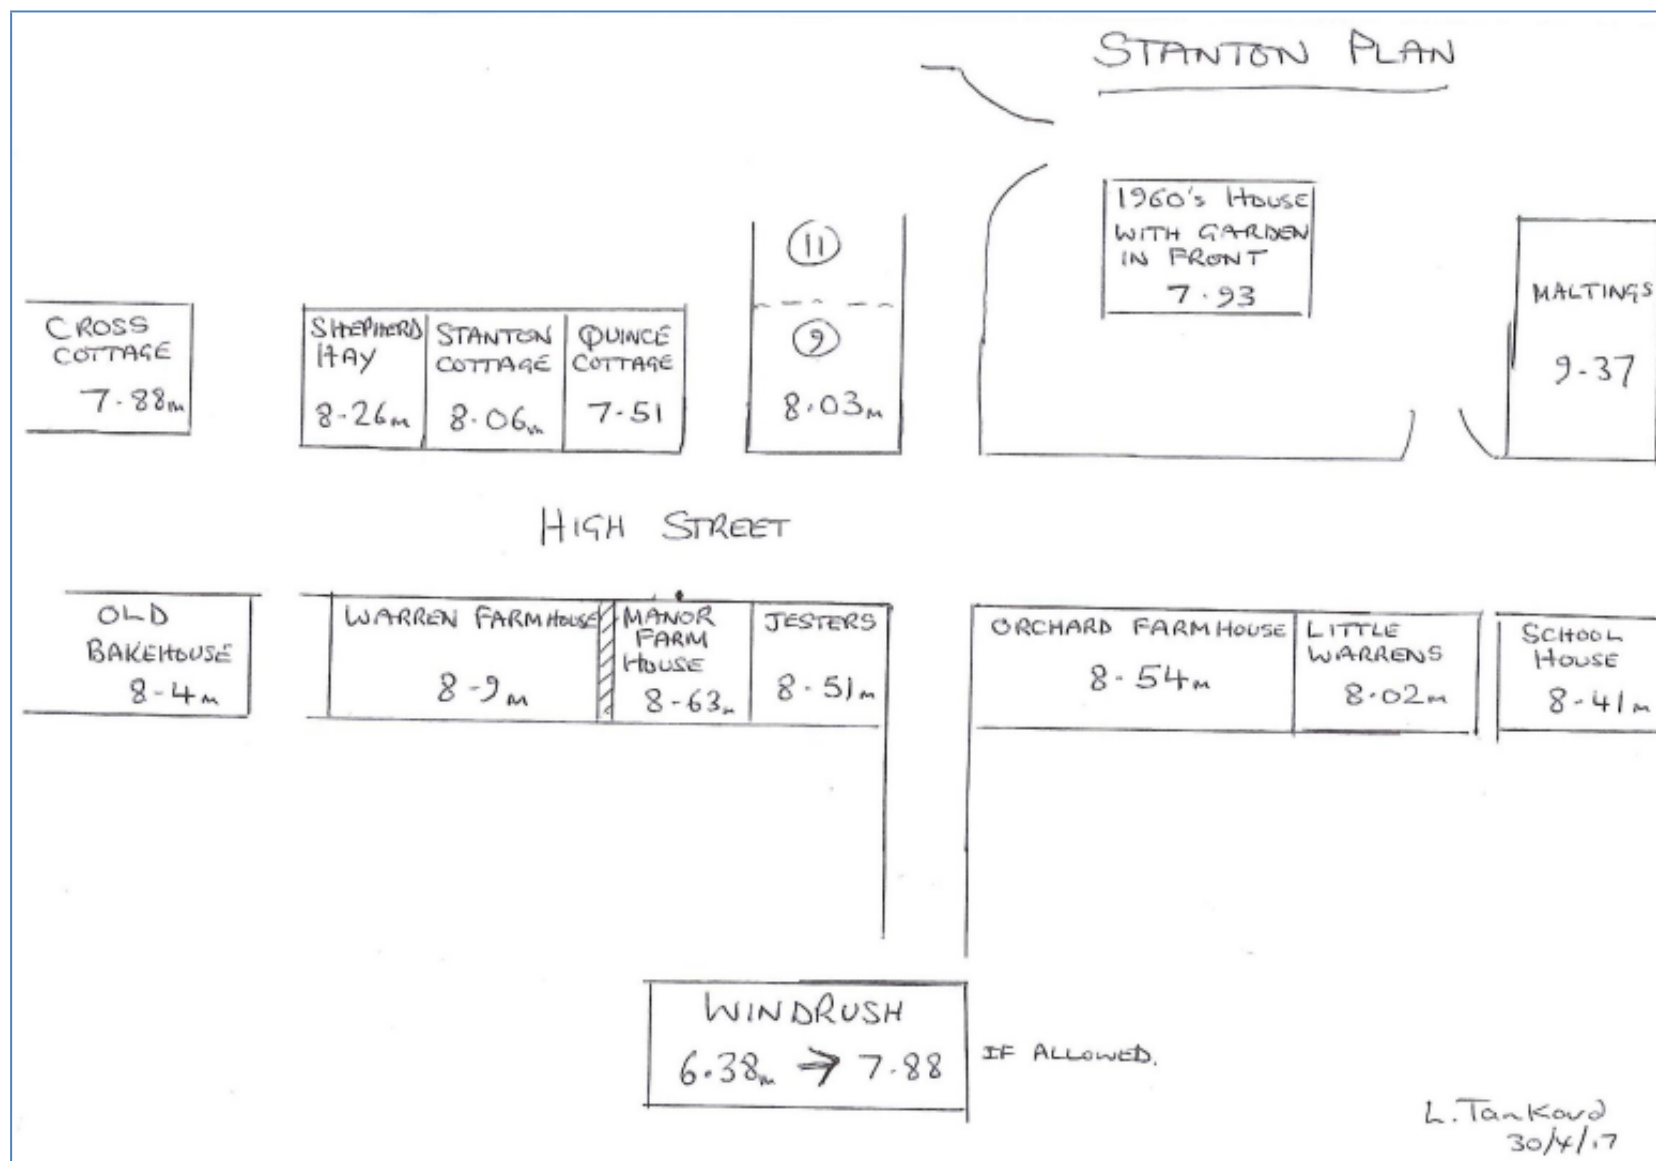 STANTON PLAN
CROSS
COTTAGE
7.88m
SHEPHERD
HAY
8.26m
STANTON
COTTAGE
8.06m
QUINCE
COTTAGE
7.51
11
9
8.03m
1960's HOUSE
WITH GARDEN
IN FRONT
7.93
MALTINGS
9.37
HIGH STREET
OLD
BAKEHOUSE
8.4m
WARREN FARMHOUSE
8.9m
MANOR
FARM
HOUSE
8.63m
JESTERS
8.51m
ORCHARD FARMHOUSE
8.54m
LITTLE
WARRENS
8.02m
SCHOOL
HOUSE
8.41m
WINDRUSH
6.38m → 7.88
IF ALLOWED.
L.
30/4/17